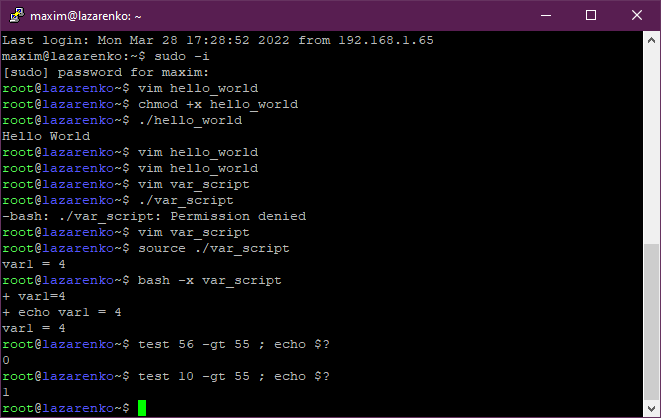 maxim@lazarenko: ~
Last login: Mon Mar 28 17:28:52 2022 from 192.168.1.65
maxim@lazarenko:~$ sudo -i
[sudo] password for maxim:
root@lazarenko~$ vim hello_world
root@lazarenko~$ chmod +x hello_world
root@lazarenko~$ ./hello_world
Hello World
root@lazarenko~$ vim hello_world
root@lazarenko~$ vim hello_world
root@lazarenko~$ vim var_script
root@lazarenko~$ ./var_script
-bash: ./var_script: Permission denied
root@lazarenko~$ vim var_script
root@lazarenko~$ source ./var_script
var1 = 4
root@lazarenko~$ bash -x var_script
+ var1=4
+ echo var1 = 4
var1 = 4
root@lazarenko~$ test 56 -gt 55 ; echo $?
0
root@lazarenko~$ test 10 -gt 55 ; echo $?
1
root@lazarenko~$